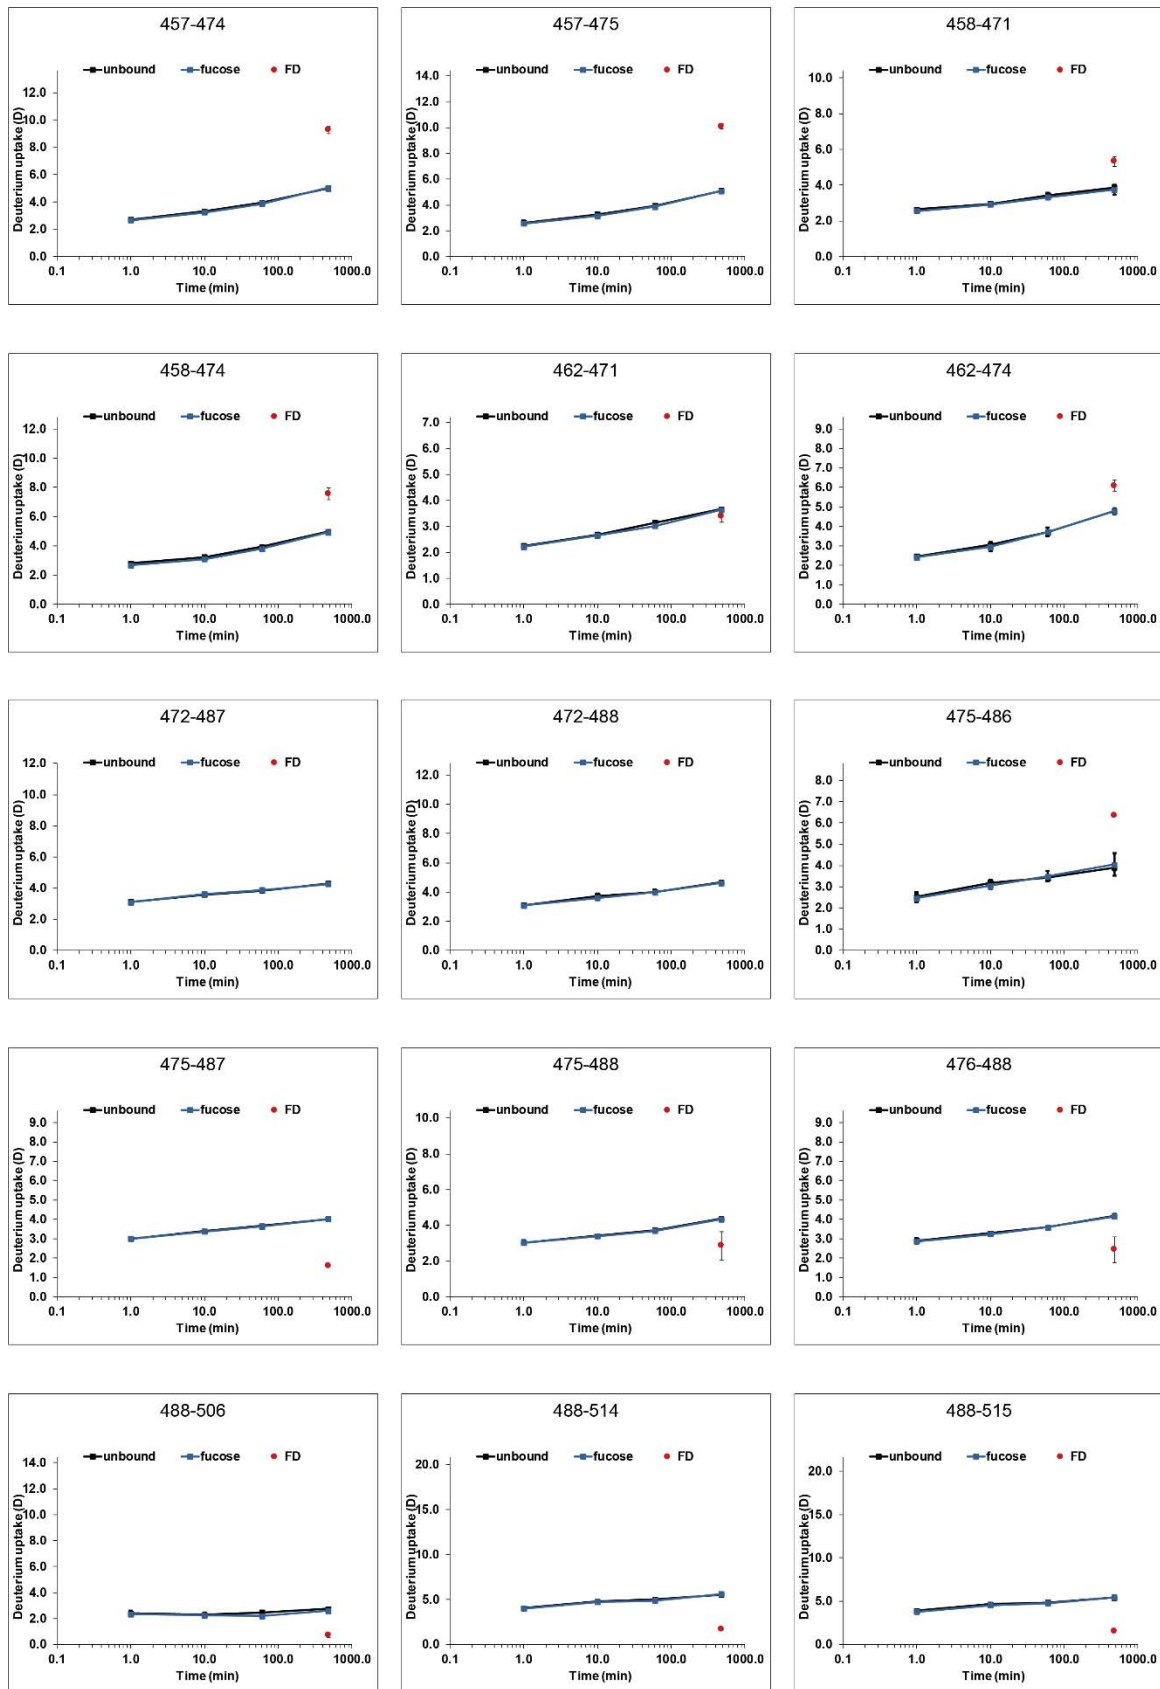 457-474
unbound fucose FD
Deuterium uptake (D)
12.0
10.0
8.0
6.0
4.0
2.0
0.0
0.1 1.0 10.0 100.0 1000.0
Time (min)
457-475
unbound fucose FD
Deuterium uptake (D)
14.0
12.0
10.0
8.0
6.0
4.0
2.0
0.0
0.1 1.0 10.0 100.0 1000.0
Time (min)
458-471
unbound fucose FD
Deuterium uptake (D)
10.0
8.0
6.0
4.0
2.0
0.0
0.1 1.0 10.0 100.0 1000.0
Time (min)
458-474
unbound fucose FD
Deuterium uptake (D)
12.0
10.0
8.0
6.0
4.0
2.0
0.0
0.1 1.0 10.0 100.0 1000.0
Time (min)
462-471
unbound fucose FD
Deuterium uptake (D)
7.0
6.0
5.0
4.0
3.0
2.0
1.0
0.0
0.1 1.0 10.0 100.0 1000.0
Time (min)
462-474
unbound fucose FD
Deuterium uptake (D)
9.0
8.0
7.0
6.0
5.0
4.0
3.0
2.0
1.0
0.0
0.1 1.0 10.0 100.0 1000.0
Time (min)
472-487
unbound fucose FD
Deuterium uptake (D)
12.0
10.0
8.0
6.0
4.0
2.0
0.0
0.1 1.0 10.0 100.0 1000.0
Time (min)
472-488
unbound fucose FD
Deuterium uptake (D)
12.0
10.0
8.0
6.0
4.0
2.0
0.0
0.1 1.0 10.0 100.0 1000.0
Time (min)
475-486
unbound fucose FD
Deuterium uptake (D)
8.0
7.0
6.0
5.0
4.0
3.0
2.0
1.0
0.0
0.1 1.0 10.0 100.0 1000.0
Time (min)
475-487
unbound fucose FD
Deuterium uptake (D)
9.0
8.0
7.0
6.0
5.0
4.0
3.0
2.0
1.0
0.0
0.1 1.0 10.0 100.0 1000.0
Time (min)
475-488
unbound fucose FD
Deuterium uptake (D)
10.0
8.0
6.0
4.0
2.0
0.0
0.1 1.0 10.0 100.0 1000.0
Time (min)
476-488
unbound fucose FD
Deuterium uptake (D)
9.0
8.0
7.0
6.0
5.0
4.0
3.0
2.0
1.0
0.0
0.1 1.0 10.0 100.0 1000.0
Time (min)
488-506
unbound fucose FD
Deuterium uptake (D)
14.0
12.0
10.0
8.0
6.0
4.0
2.0
0.0
0.1 1.0 10.0 100.0 1000.0
Time (min)
488-514
unbound fucose FD
Deuterium uptake (D)
20.0
15.0
10.0
5.0
0.0
0.1 1.0 10.0 100.0 1000.0
Time (min)
488-515
unbound fucose FD
Deuterium uptake (D)
20.0
15.0
10.0
5.0
0.0
0.1 1.0 10.0 100.0 1000.0
Time (min)